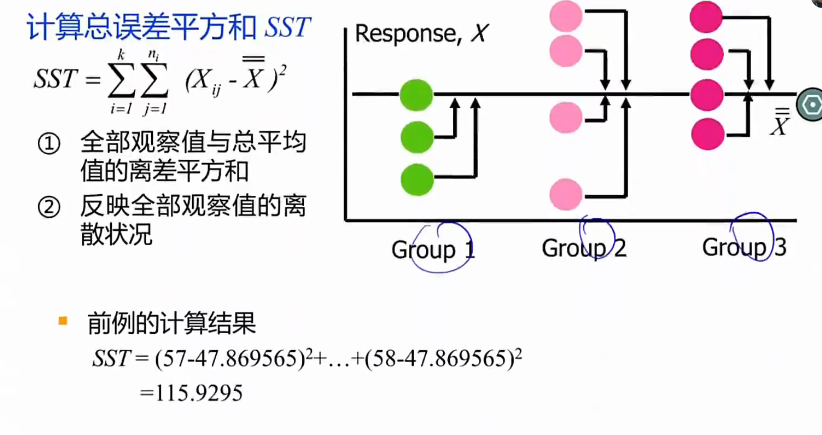 计算总误差平方和 SST
SST = ∑∑ (Xij - X̿ )²
k
i=1
ni
j=1
① 全部观察值与总平均
值的离差平方和
② 反映全部观察值的离
散状况
Response, X
X̿
Group 1
Group 2
Group 3
前例的计算结果
SST = (57-47.869565)²+…+(58-47.869565)²
=115.9295